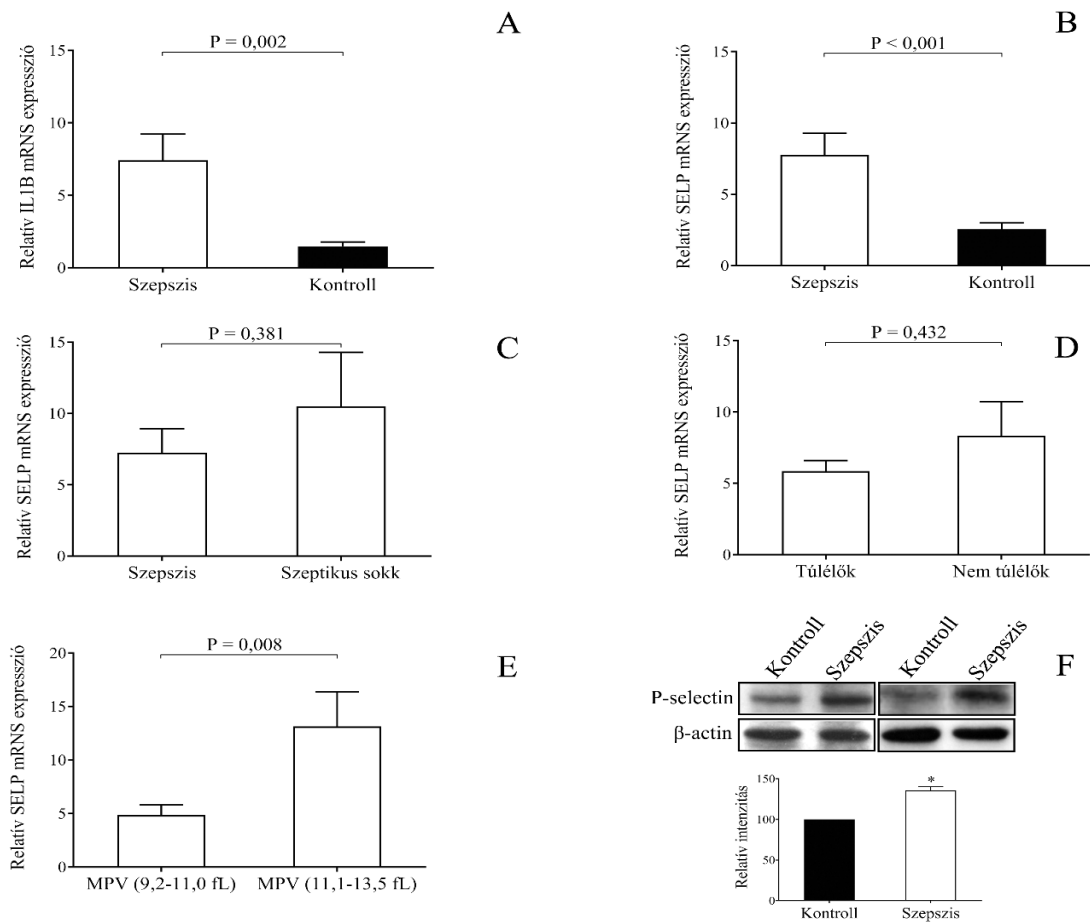 A
P = 0,002
Relatív IL1B mRNS expresszió
15
10
5
0
Szepszis Kontroll
B
P < 0,001
Relatív SELP mRNS expresszió
15
10
5
0
Szepszis Kontroll
C
P = 0,381
Relatív SELP mRNS expresszió
15
10
5
0
Szepszis Szeptikus sokk
D
P = 0,432
Relatív SELP mRNS expresszió
15
10
5
0
Túlélők Nem túlélők
E
P = 0,008
Relatív SELP mRNS expresszió
20
15
10
5
0
MPV (9,2-11,0 fL) MPV (11,1-13,5 fL)
F
Kontroll Szepszis Kontroll Szepszis
P-selectin
β-actin
Relatív intenzitás
150
100
50
0
*
Kontroll Szepszis